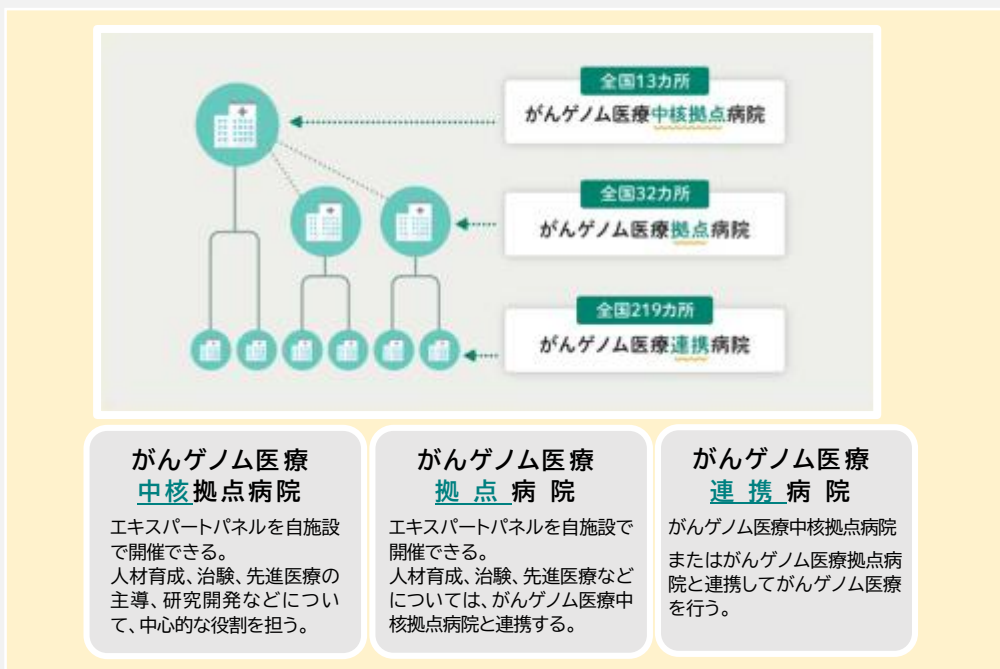 全国13カ所
がんゲノム医療中核拠点病院
全国32カ所
がんゲノム医療拠点病院
全国219カ所
がんゲノム医療連携病院
がんゲノム医療
中核拠点病院
エキスパートパネルを自施設
で開催できる。
人材育成、治験、先進医療の
主導、研究開発などについ
て、中心的な役割を担う。
がんゲノム医療
拠点病院
エキスパートパネルを自施設で
開催できる。
人材育成、治験、先進医療など
については、がんゲノム医療中
核拠点病院と連携する。
がんゲノム医療
連携病院
がんゲノム医療中核拠点病院
またはがんゲノム医療拠点病
院と連携してがんゲノム医療
を行う。